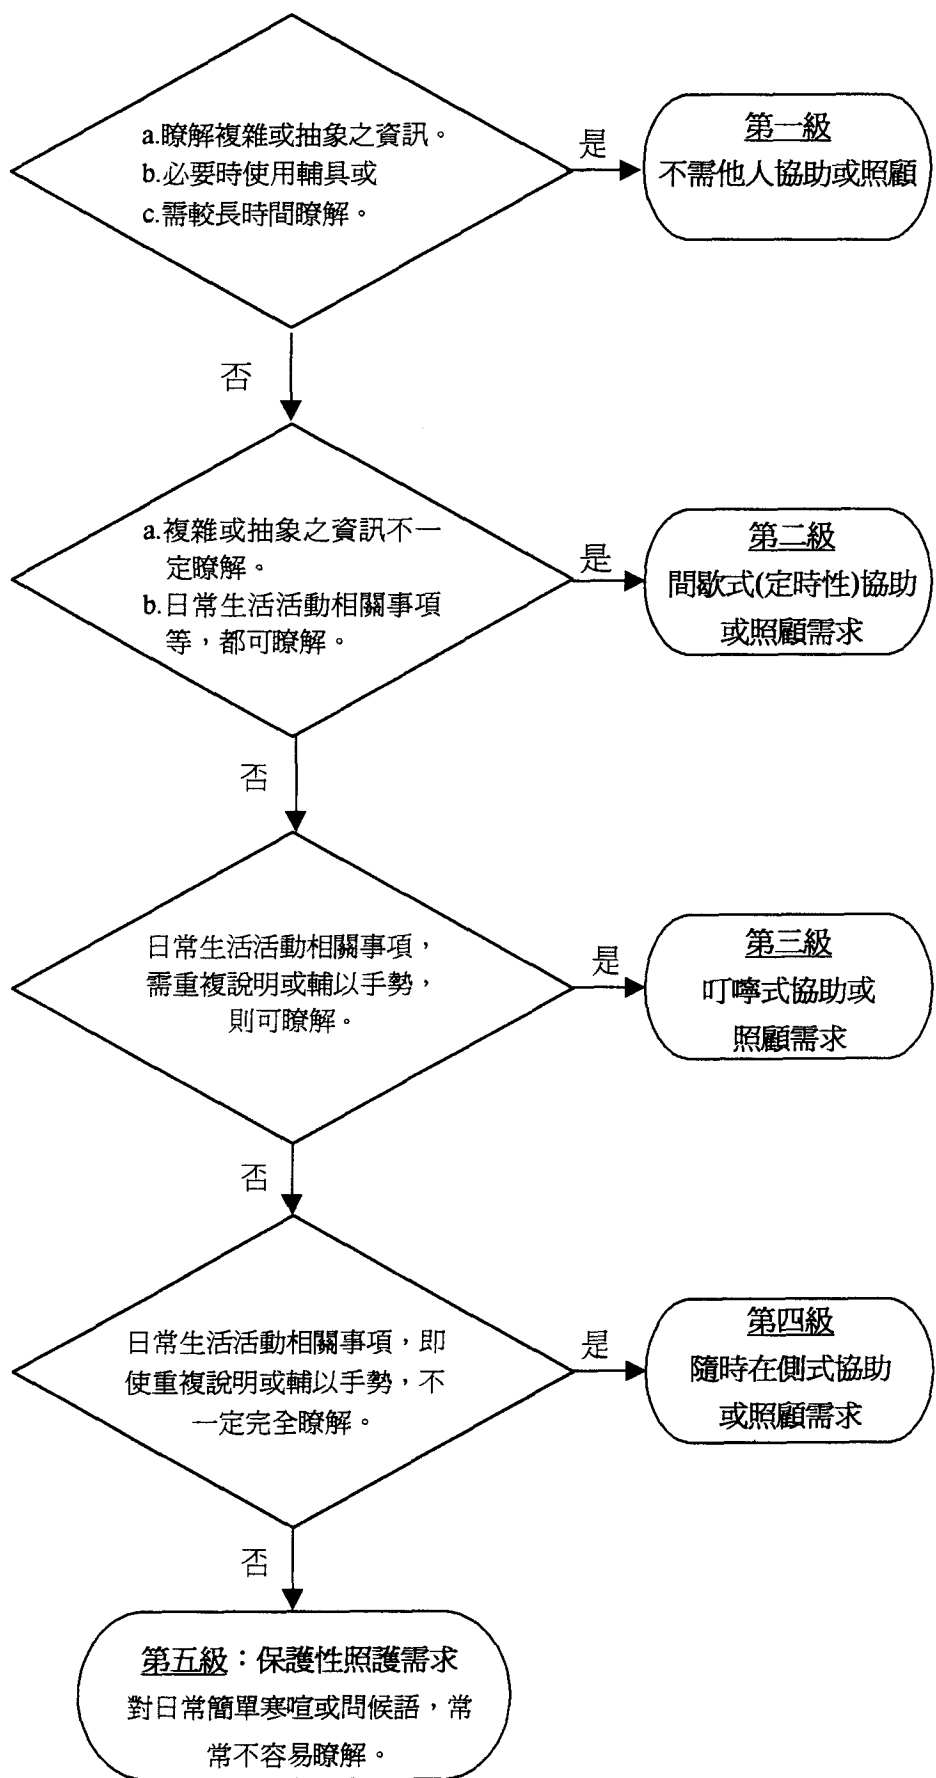 a.瞭解複雜或抽象之資訊。
b.必要時使用輔具或
c.需較長時間瞭解。
是
第一級
不需他人協助或照顧
否
a.複雜或抽象之資訊不一
定瞭解。
b.日常生活活動相關事項
等，都可瞭解。
是
第二級
間歇式(定時性)協助
或照顧需求
否
日常生活活動相關事項，
需重複說明或輔以手勢，
則可瞭解。
是
第三級
叮嚀式協助或
照顧需求
否
日常生活活動相關事項，即
使重複說明或輔以手勢，不
一定完全瞭解。
是
第四級
隨時在側式協助
或照顧需求
否
第五級：保護性照護需求
對日常簡單寒喧或問候語，常
常不容易瞭解。